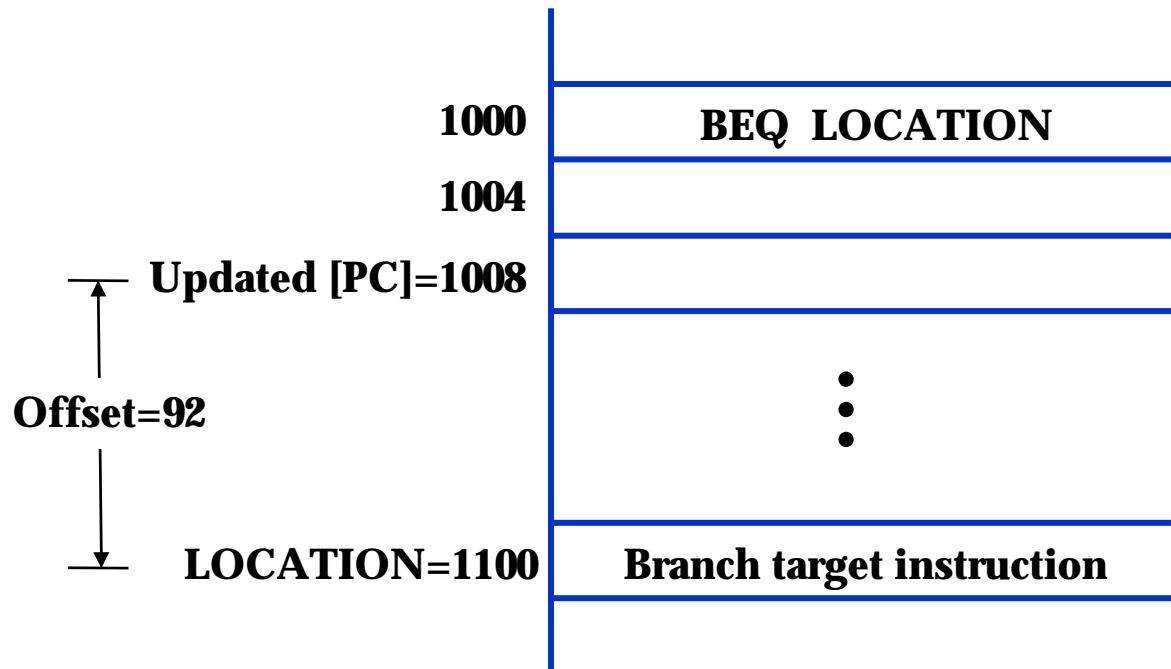 1000 BEQ LOCATION
1004
Updated [PC]=1008
Offset=92
LOCATION=1100 Branch target instruction